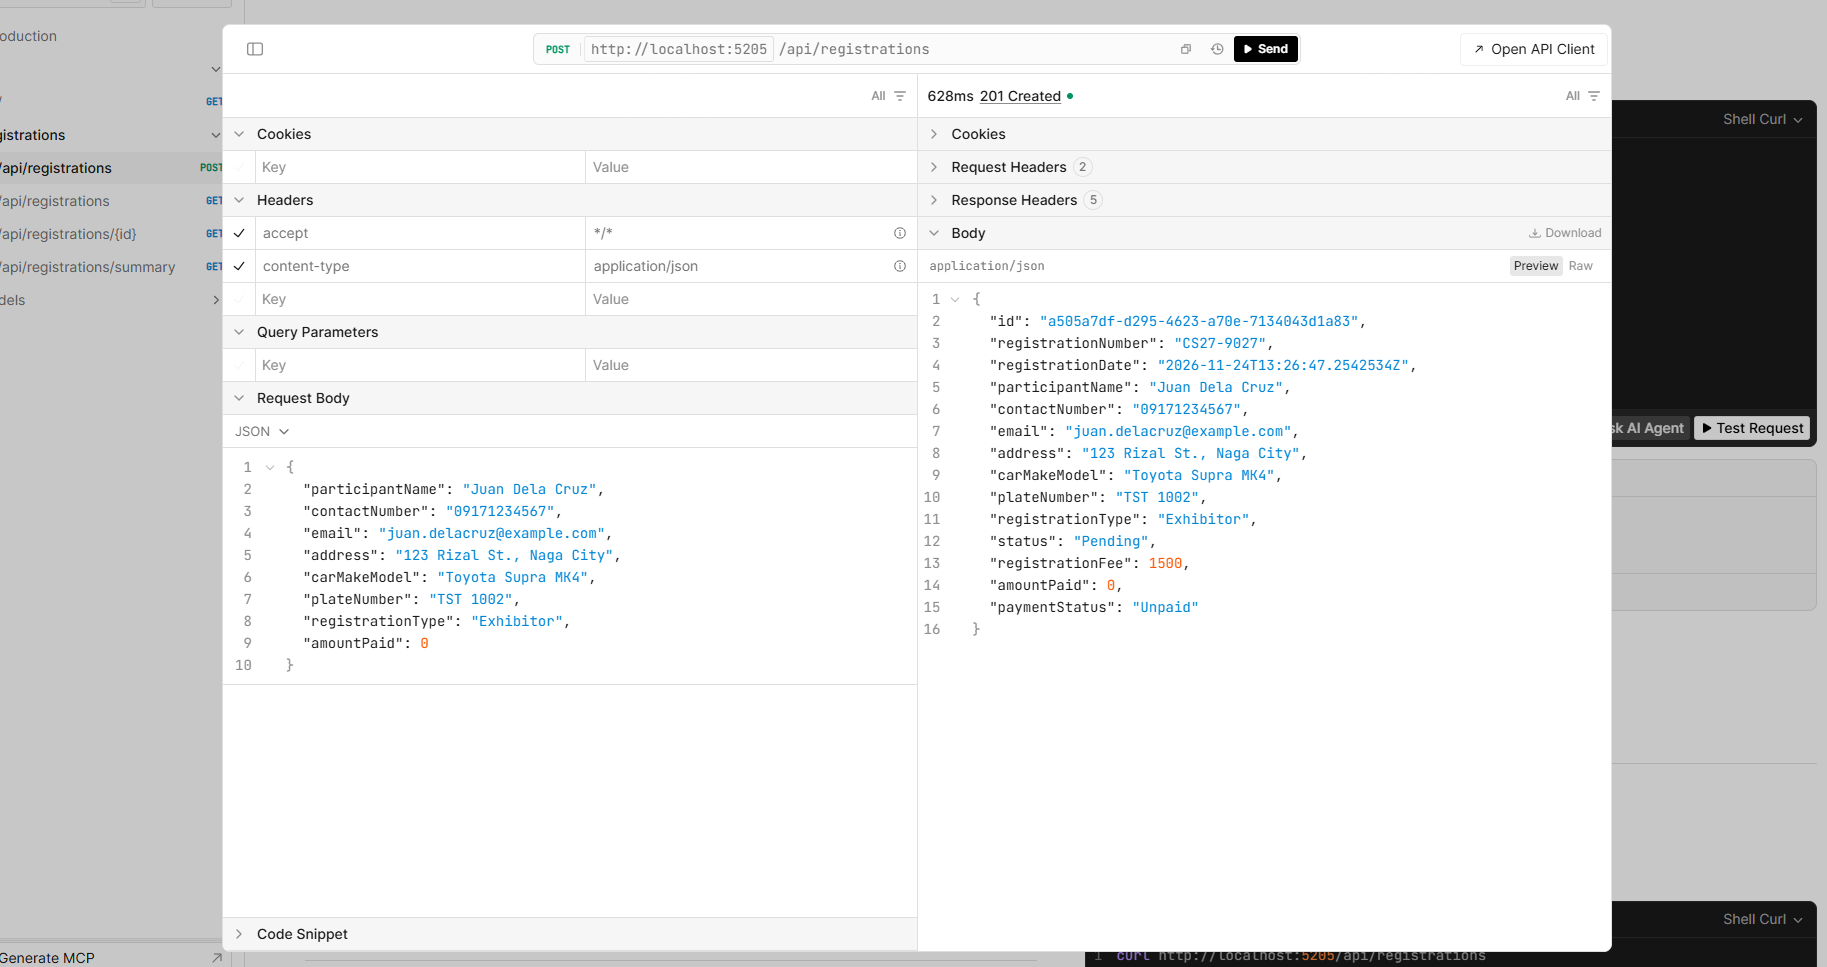 oduction
GET
gistrations
/api/registrations POST
/api/registrations GET
/api/registrations/{id} GET
/api/registrations/summary GET
dels
Generate MCP
POST http://localhost:5205 /api/registrations
Send
Open API Client
All
Cookies
Key Value
Headers
accept */*
content-type application/json
Key Value
Query Parameters
Key Value
Request Body
JSON
1 {
2 "participantName": "Juan Dela Cruz",
3 "contactNumber": "09171234567",
4 "email": "juan.delacruz@example.com",
5 "address": "123 Rizal St., Naga City",
6 "carMakeModel": "Toyota Supra MK4",
7 "plateNumber": "TST 1002",
8 "registrationType": "Exhibitor",
9 "amountPaid": 0
10 }
Code Snippet
628ms 201 Created
All
Cookies
Request Headers 2
Response Headers 5
Body Download
application/json Preview Raw
1 {
2 "id": "a505a7df-d295-4623-a70e-7134043d1a83",
3 "registrationNumber": "CS27-9027",
4 "registrationDate": "2026-11-24T13:26:47.2542534Z",
5 "participantName": "Juan Dela Cruz",
6 "contactNumber": "09171234567",
7 "email": "juan.delacruz@example.com",
8 "address": "123 Rizal St., Naga City",
9 "carMakeModel": "Toyota Supra MK4",
10 "plateNumber": "TST 1002",
11 "registrationType": "Exhibitor",
12 "status": "Pending",
13 "registrationFee": 1500,
14 "amountPaid": 0,
15 "paymentStatus": "Unpaid"
16 }
Shell Curl
sk AI Agent Test Request
Shell Curl
1 curl http://localhost:5205/api/registrations